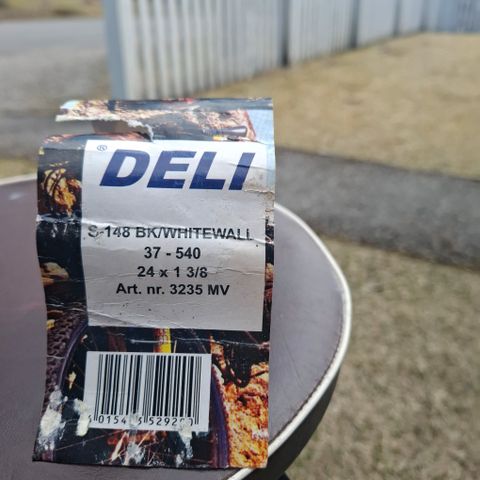 ® DELI
S-148 BK/WHITEWALL
37 - 540
24 x 1 3/8
Art. nr. 3235 MV